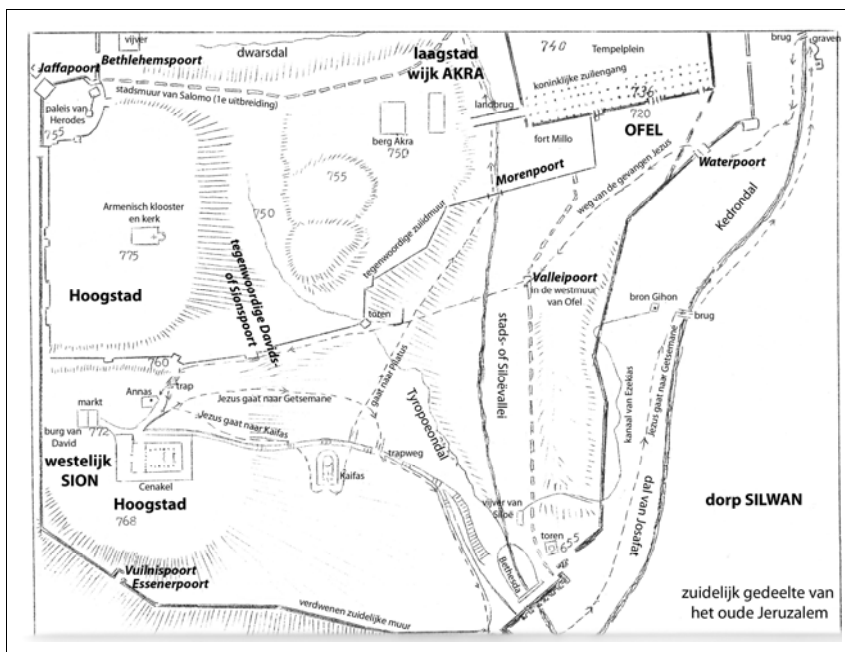 vijver
dwarsdal
Jaffapoort
Bethlehemspoort
stadsmuur van Salomo (1e uitbreiding)
laagstad
wijk AKRA
740
Tempelplein
brug
graven
koninklijke zuilengang
736
720
landbrug
OFEL
fort Millo
paleis van
Herodes
755
berg Akra
750
755
Morenpoort
Waterpoort
weg van de gevangen Jezus
Kedrondal
Armenisch klooster
en kerk
775
750
tegenwoordige zuiidmuur
Hoogstad
tegenwoordige Davids-
of Sionspoort
Valleipoort
in de westmuur
van Ofel
bron Gihon
brug
toren
stads- of Siloëvallei
760
gaat naar Pilatus
Tyropoeondal
kanaal van Ezekias
Jezus gaat naar Getsemane
Annas
trap
markt
Jezus gaat naar Getsemane
Jezus gaat naar Kaifas
burg van
David
772
westelijk
SION
trapweg
Kaifas
Cenakel
Hoogstad
768
vijver van
Siloë
dal van Josafat
dorp SILWAN
toren
655
Betheida
Vuilnispoort
Essenerpoort
verdwenen zuidelijke muur
zuidelijk gedeelte van
het oude Jeruzalem